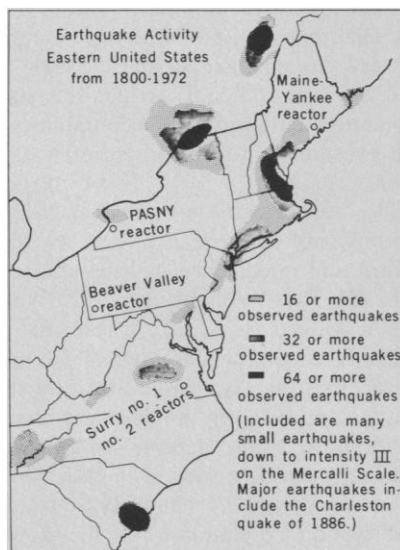 Earthquake Activity
Eastern United States
from 1800-1972
Maine-
Yankee
reactor
PASNY
reactor
Beaver Valley
reactor
Surry no. 1
no. 2 reactors
16 or more
observed earthquakes
32 or more
observed earthquakes
64 or more
observed earthquakes
(Included are many
small earthquakes,
down to intensity III
on the Mercalli Scale.
Major earthquakes in-
clude the Charleston
quake of 1886.)